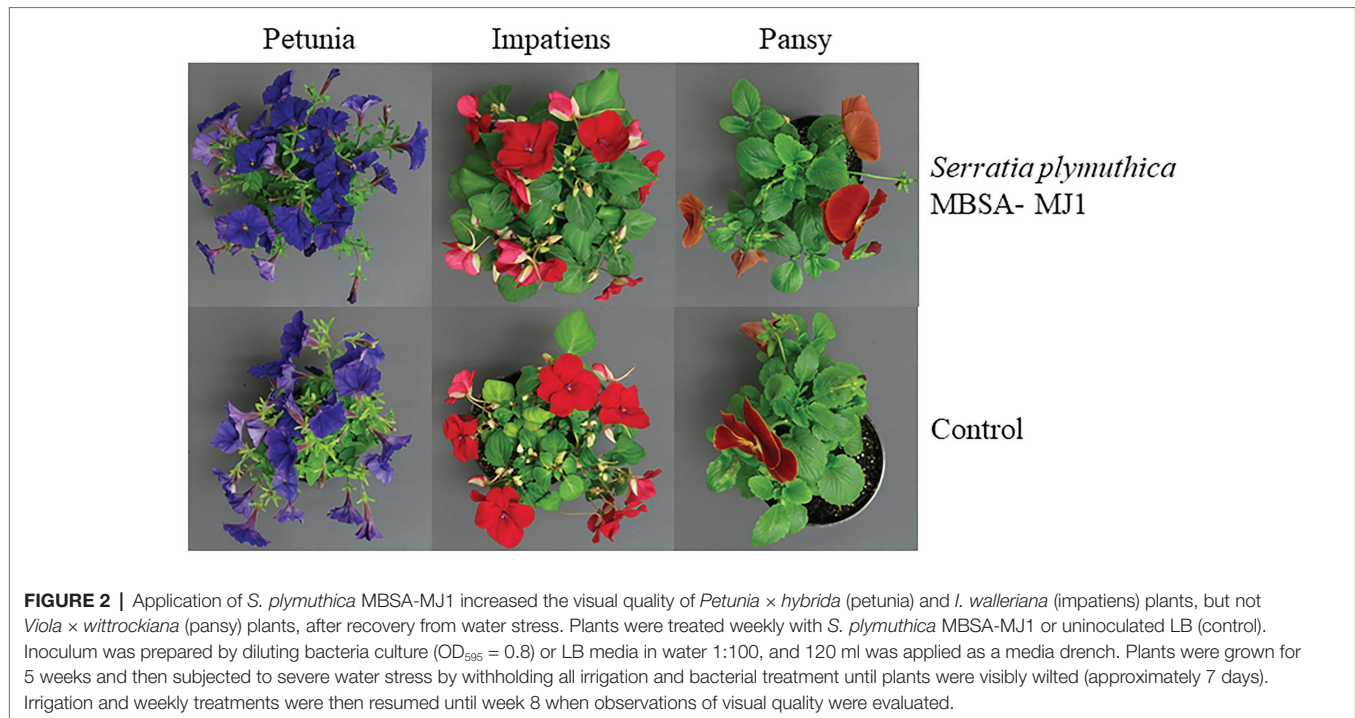 Petunia Impatiens Pansy
Serratia plymuthica
MBSA- MJ1
Control
FIGURE 2 | Application of S. plymuthica MBSA-MJ1 increased the visual quality of Petunia × hybrida (petunia) and I. walleriana (impatiens) plants, but not
Viola × wittrockiana (pansy) plants, after recovery from water stress. Plants were treated weekly with S. plymuthica MBSA-MJ1 or uninoculated LB (control).
Inoculum was prepared by diluting bacteria culture (OD595 = 0.8) or LB media in water 1:100, and 120 ml was applied as a media drench. Plants were grown for
5 weeks and then subjected to severe water stress by withholding all irrigation and bacterial treatment until plants were visibly wilted (approximately 7 days).
Irrigation and weekly treatments were then resumed until week 8 when observations of visual quality were evaluated.